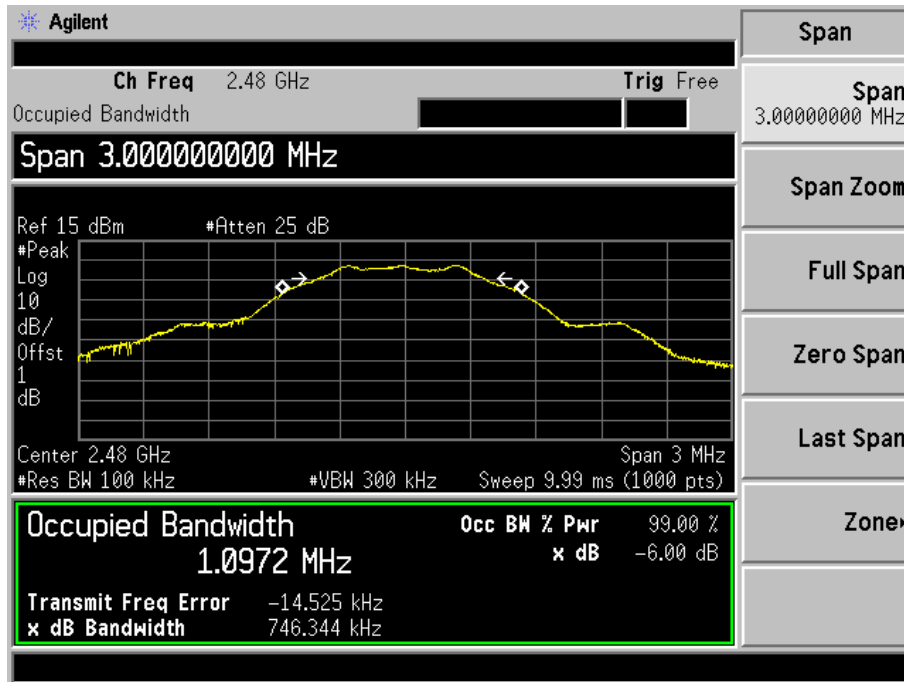 Agilent
Span
Ch Freq 2.48 GHz Trig Free
Occupied Bandwidth
Span 3.000000000 MHz
Ref 15 dBm #Atten 25 dB
#Peak
Log
10
dB/
Offst
1
dB
Center 2.48 GHz Span 3 MHz
#Res BW 100 kHz #VBW 300 kHz Sweep 9.99 ms (1000 pts)
Occupied Bandwidth Occ BW % Pwr 99.00 %
1.0972 MHz x dB -6.00 dB
Transmit Freq Error -14.525 kHz
x dB Bandwidth 746.344 kHz
Span
3.00000000 MHz
Span Zoom
Full Span
Zero Span
Last Span
Zone